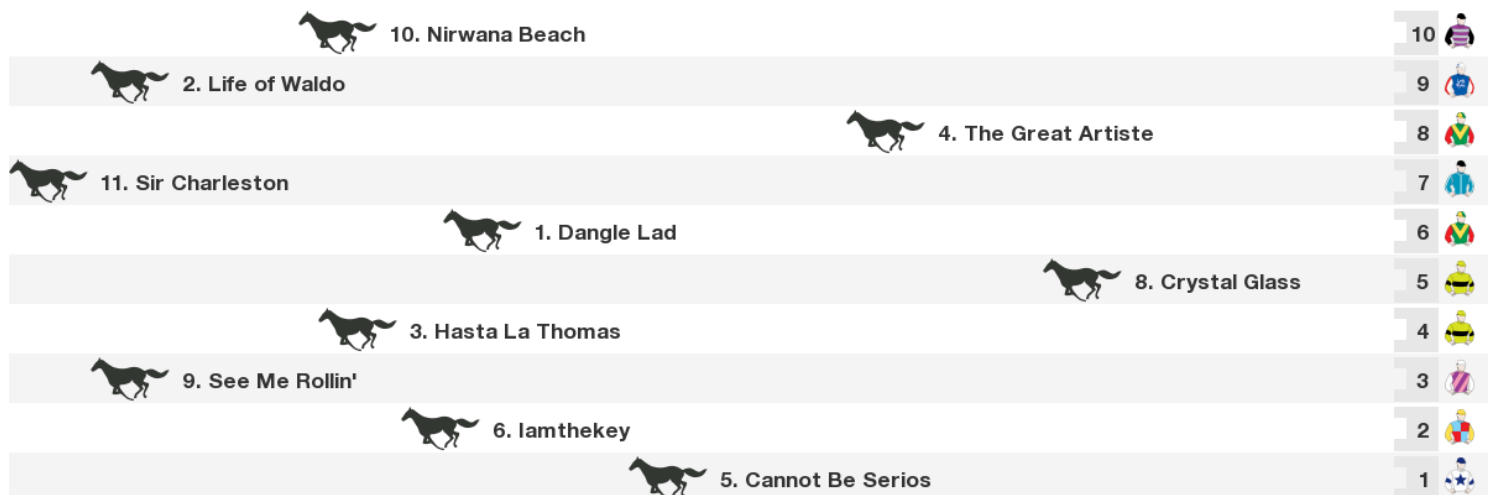 10. Nirwana Beach 10
2. Life of Waldo 9
4. The Great Artiste 8
11. Sir Charleston 7
1. Dangle Lad 6
8. Crystal Glass 5
3. Hasta La Thomas 4
9. See Me Rollin' 3
6. Iamthekey 2
5. Cannot Be Serios 1